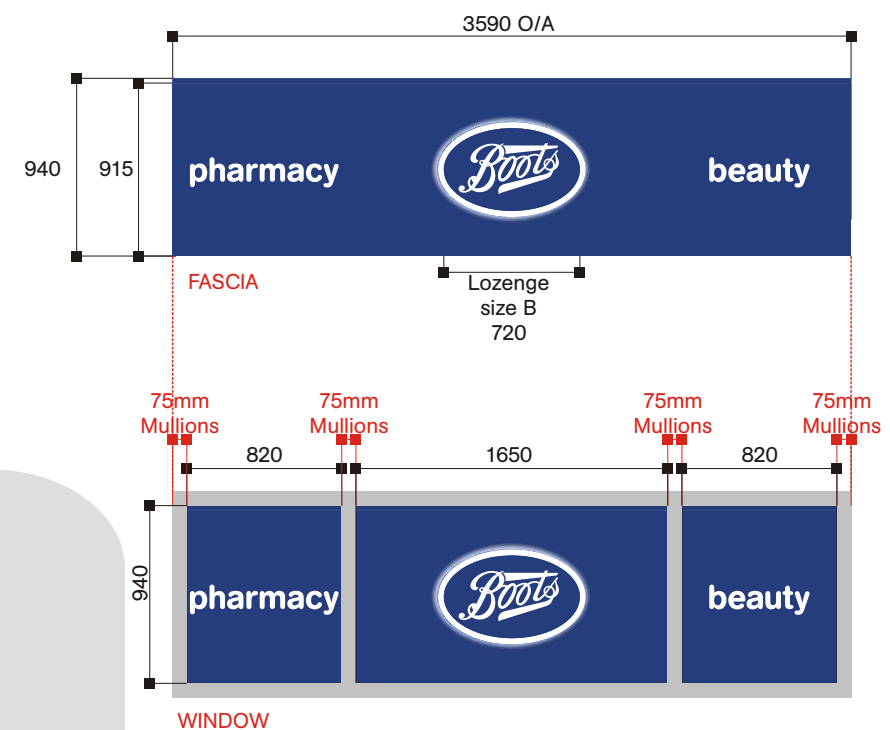 3590 O/A
940
915
pharmacy
Boots
beauty
FASCIA
Lozenge
size B
720
75mm
Mullions
75mm
Mullions
75mm
Mullions
75mm
Mullions
820
1650
820
940
pharmacy
Boots
beauty
WINDOW